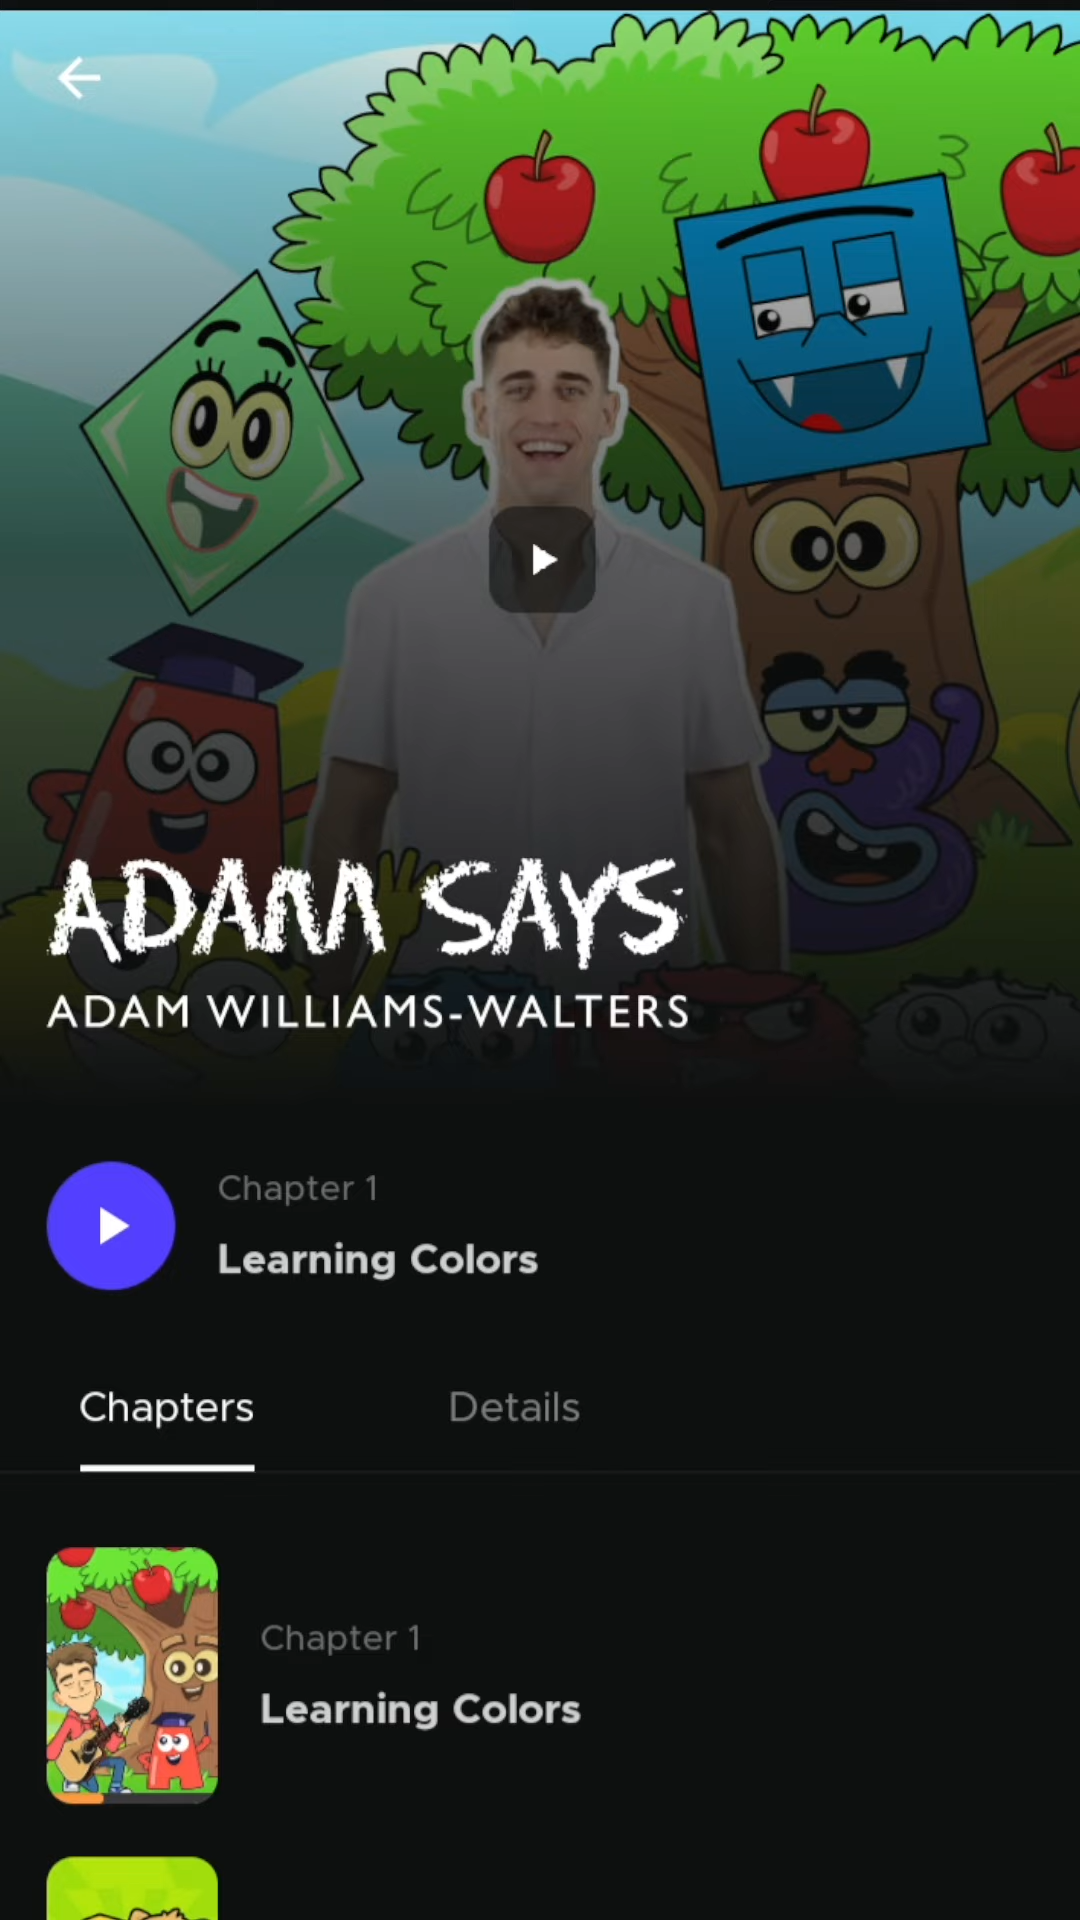 ADAM SAYS
ADAM WILLIAMS-WALTERS
Chapter 1
Learning Colors
Chapters
Details
Chapter 1
Learning Colors